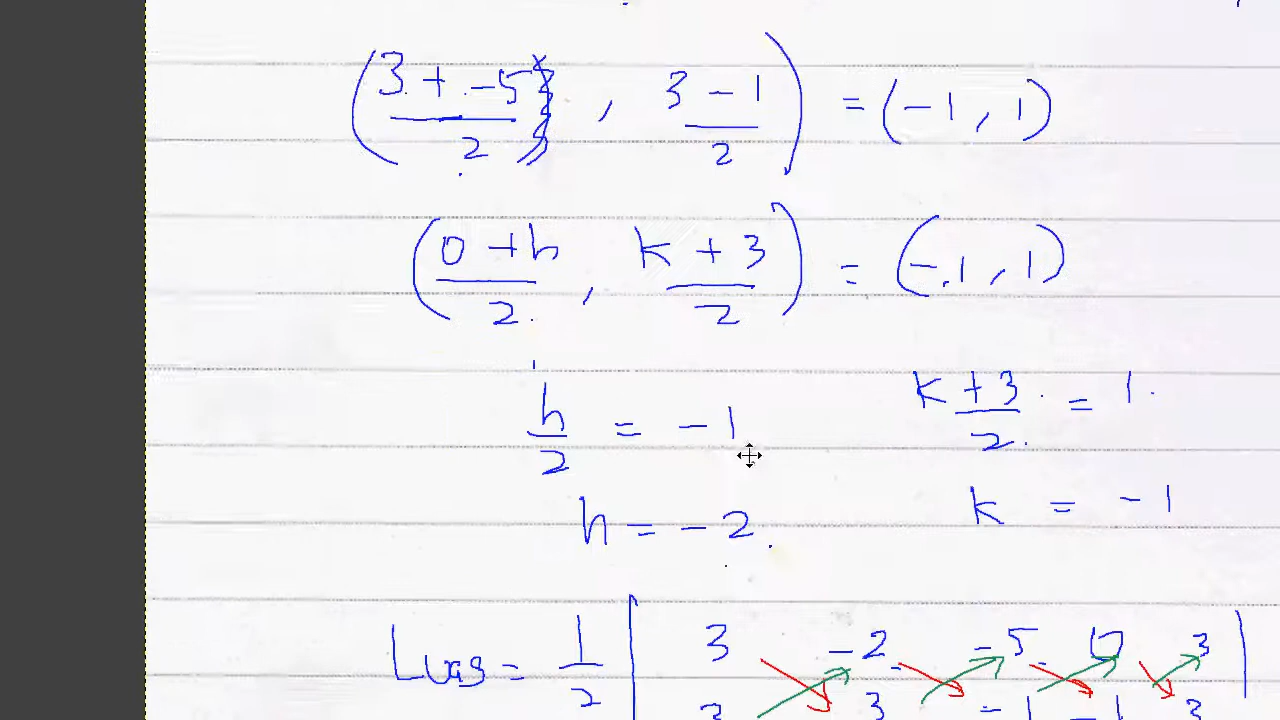 (3 + -5/2 , 3 - 1/2) = (-1 , 1)
(0 + h/2 , k + 3/2) = (-1 , 1)
h/2 = -1 k + 3/2 = 1
h = -2 k = -1
Luas = 1/2 | 3 -2 -5 0 3 |
3 3 -1 -1 3